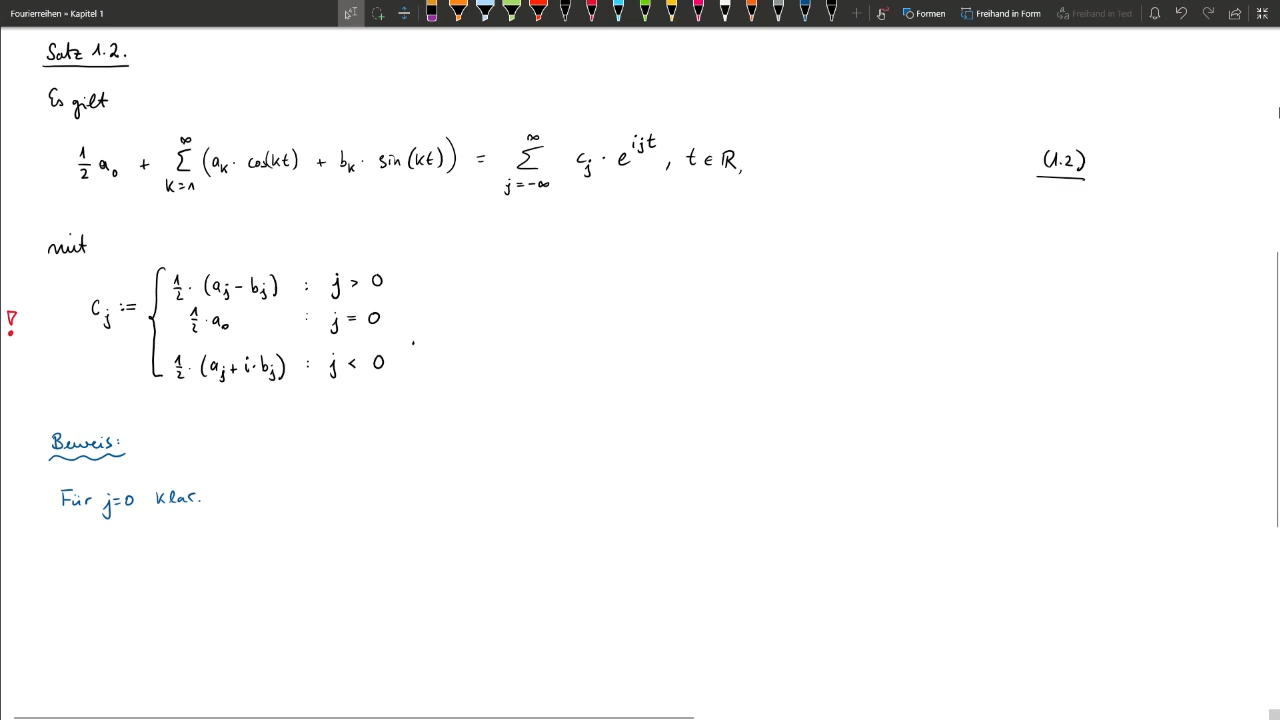 Fourierreihen » Kapitel 1
Formen Freihand in Form Freihand in Text
Satz 1.2.
Es gilt
1/2 a_0 + ∑_{k=1}^{∞} (a_k · cos(kt) + b_k · sin(kt)) = ∑_{j=-∞}^{∞} c_j · e^{ijt}, t ∈ ℝ, (1.2)
mit
c_j := { 1/2 · (a_j - b_j) : j > 0
1/2 · a_0 : j = 0
! 1/2 · (a_j + i · b_j) : j < 0 .
Beweis:
Für j=0 klar.